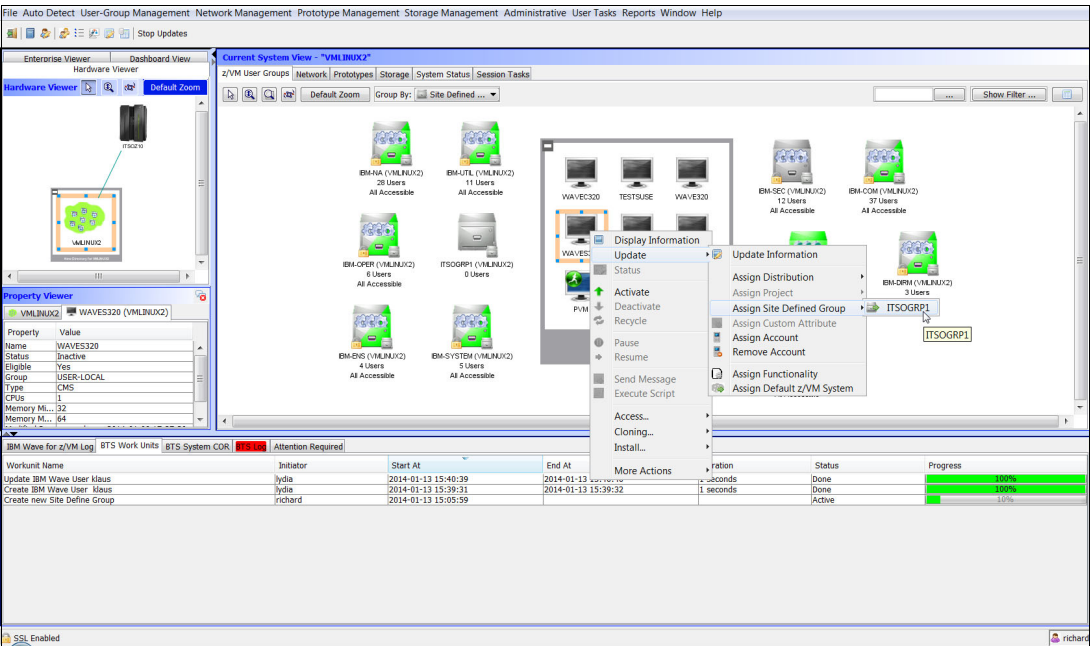 File Auto Detect User-Group Management Network Management Prototype Management Storage Management Administrative User Tasks Reports Window Help
Stop Updates
Enterprise Viewer Dashboard View
Hardware Viewer
Hardware Viewer Default Zoom
ITSOZ10
VMLINUX2
Property Viewer
VMLINUX2 WAVES320 (VMLINUX2)
Property Value
Name WAVES320
Status Inactive
Eligible Yes
Group USER-LOCAL
Type CMS
CPUs 1
Memory Mi... 32
Memory M... 64
Current System View - "VMLINUX2"
z/VM User Groups Network Prototypes Storage System Status Session Tasks
Default Zoom Group By: Site Defined ... ... Show Filter ...
IBM-NA (VMLINUX2)
28 Users
All Accessible
IBM-UTIL (VMLINUX2)
11 Users
All Accessible
WAVEC320 TESTSUSE WAVE320
IBM-SEC (VMLINUX2)
12 Users
All Accessible
IBM-COM (VMLINUX2)
37 Users
All Accessible
IBM-OPER (VMLINUX2)
6 Users
All Accessible
ITSOGRP1 (VMLINUX2)
0 Users
WAVES
PVM
IBM-DIRM (VMLINUX2)
3 Users
IBM-ENS (VMLINUX2)
4 Users
All Accessible
IBM-SYSTEM (VMLINUX2)
5 Users
All Accessible
Display Information
Update
Status
Activate
Deactivate
Recycle
Pause
Resume
Send Message
Execute Script
Access...
Cloning...
Install...
More Actions
Update Information
Assign Distribution
Assign Project
Assign Site Defined Group
Assign Custom Attribute
Assign Account
Remove Account
Assign Functionality
Assign Default z/VM System
ITSOGRP1
ITSOGRP1
IBM Wave for z/VM Log BTS Work Units BTS System COR BTS Log Attention Required
Workunit Name Initiator Start At End At ration Status Progress
Update IBM Wave User klaus lydia 2014-01-13 15:40:39 2014-01-13 seconds Done 100%
Create IBM Wave User klaus lydia 2014-01-13 15:39:31 2014-01-13 15:39:32 1 seconds Done 100%
Create new Site Define Group richard 2014-01-13 15:05:59 Active 10%
SSL Enabled richard